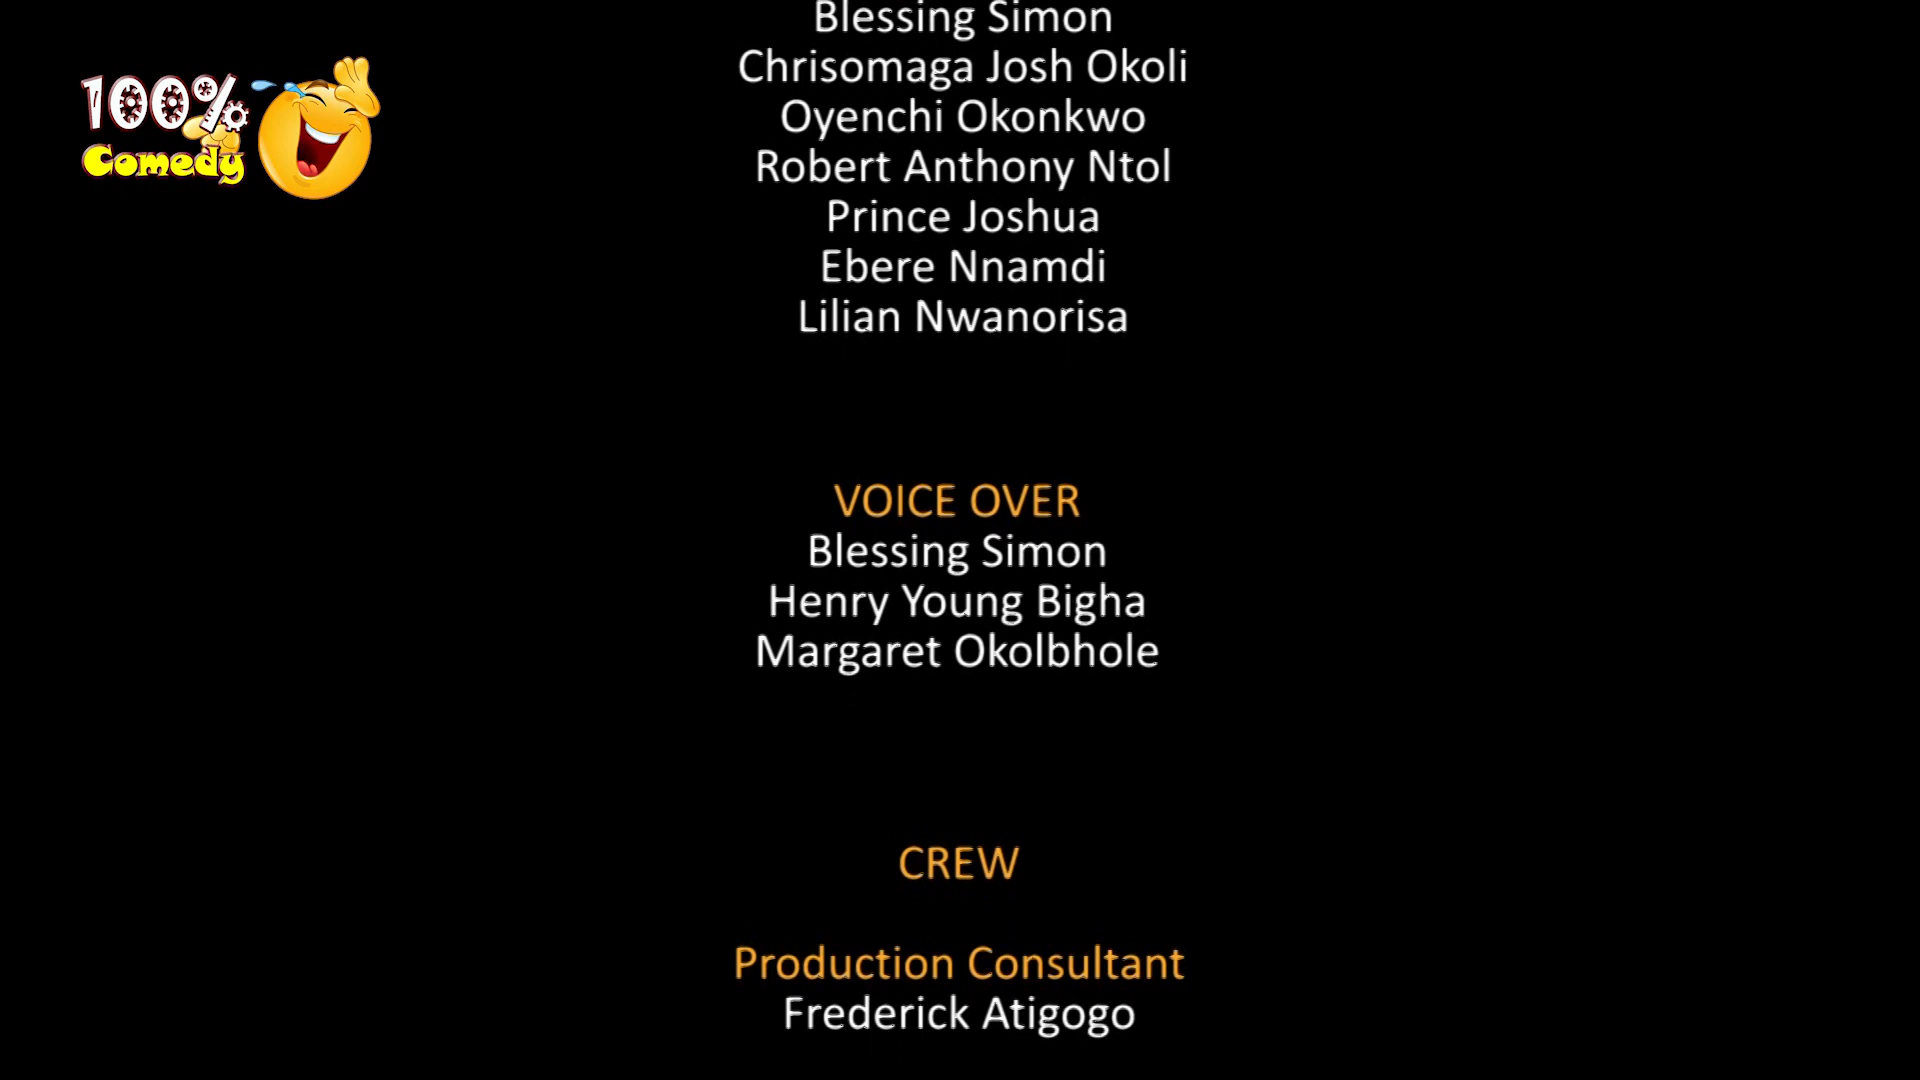 Blessing Simon
100%
Comedy
Chrisomaga Josh Okoli
Oyenchi Okonkwo
Robert Anthony Ntol
Prince Joshua
Ebere Nnamdi
Lilian Nwanorisa
VOICE OVER
Blessing Simon
Henry Young Bigha
Margaret Okolbhole
CREW
Production Consultant
Frederick Atigogo